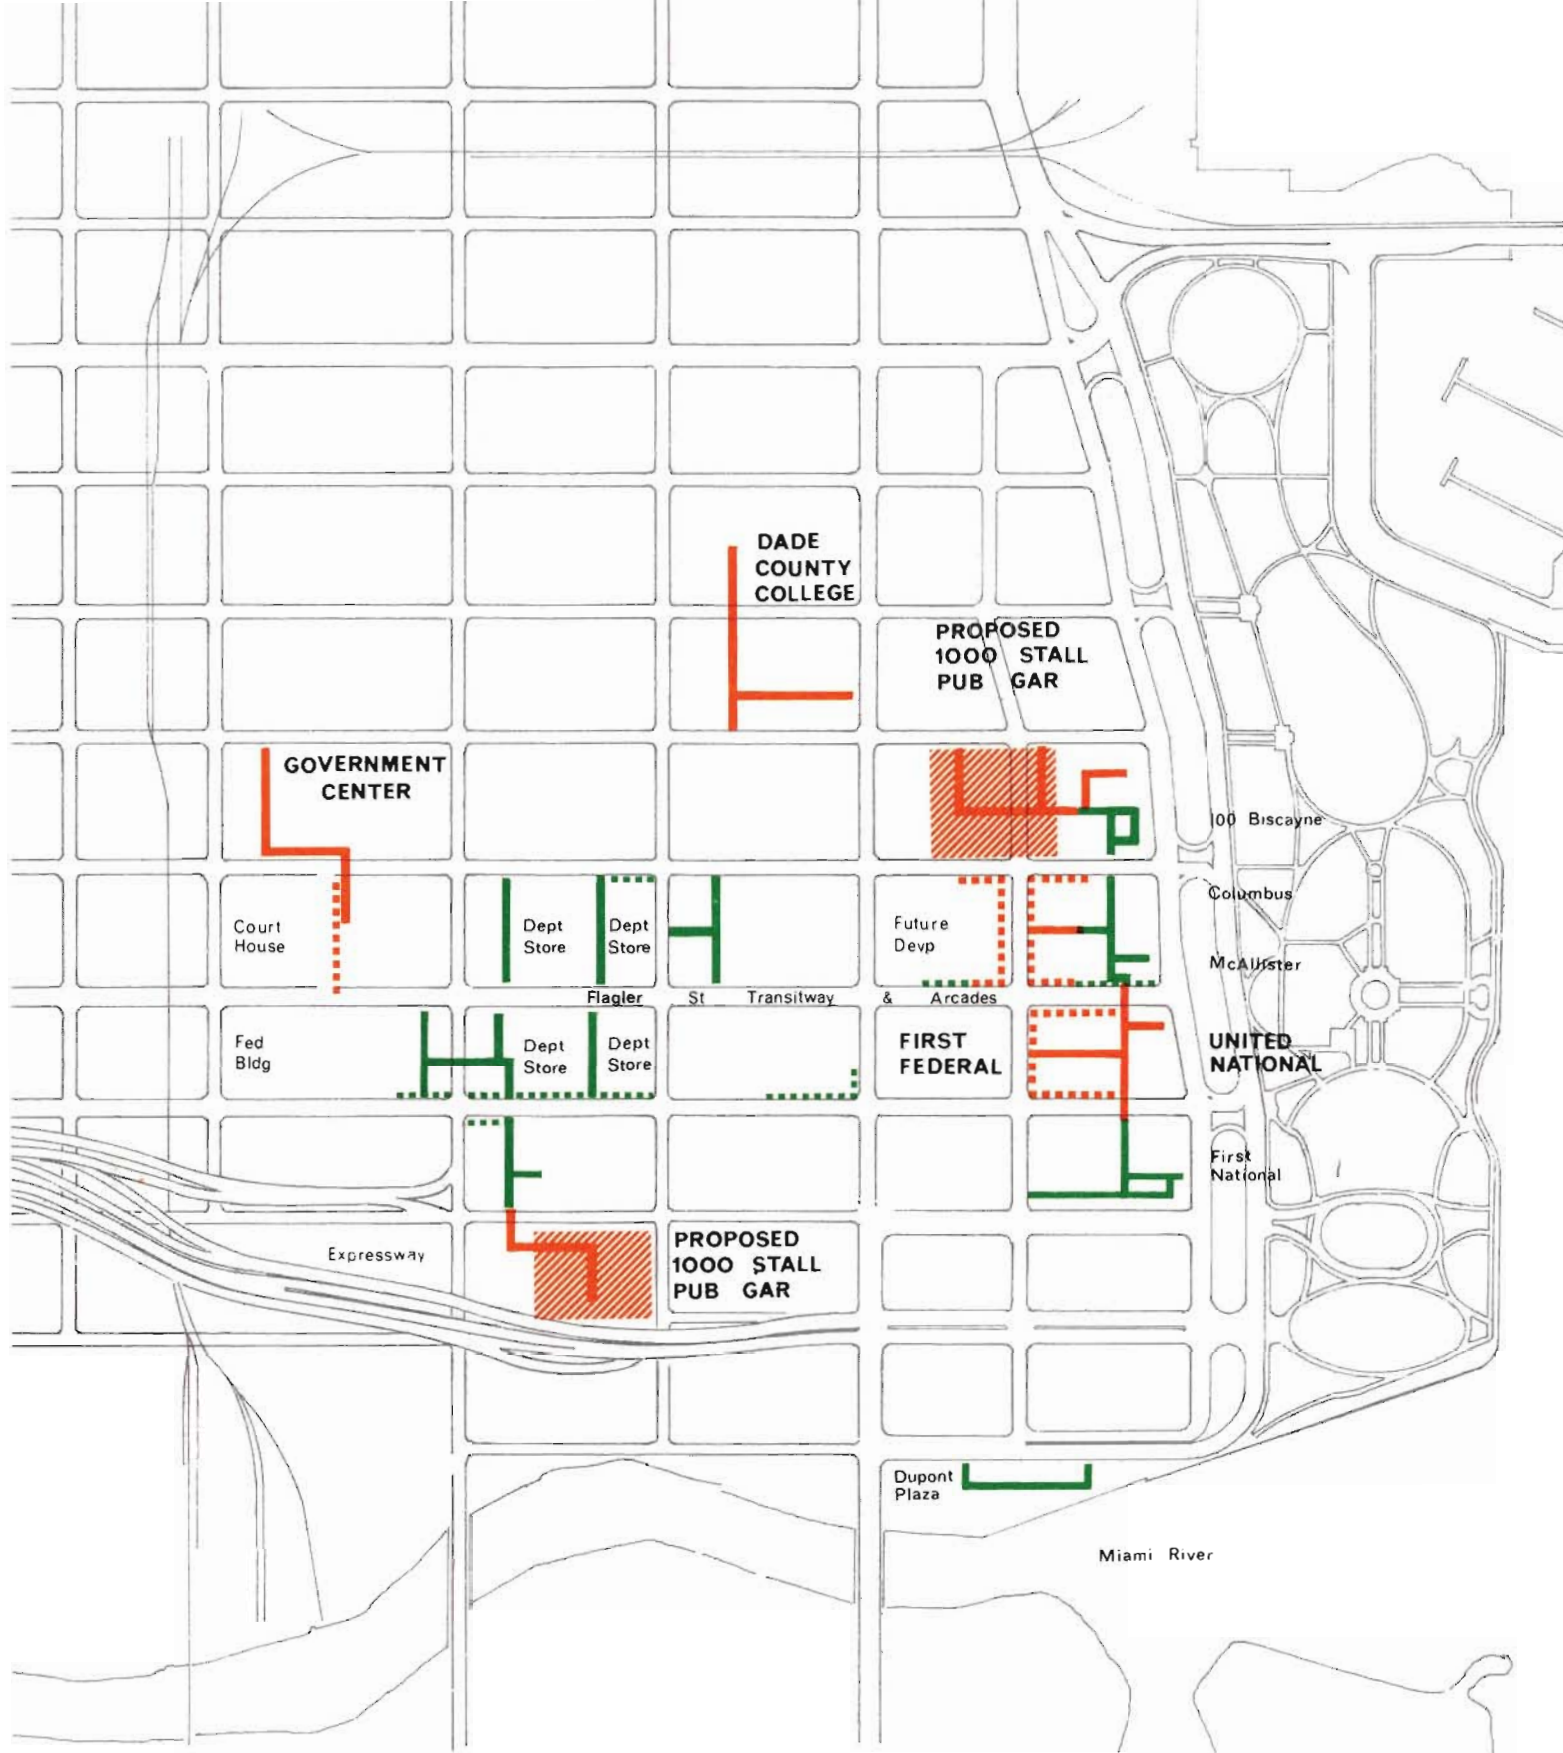 DADE
COUNTY
COLLEGE
PROPOSED
1000 STALL
PUB GAR
GOVERNMENT
CENTER
100 Biscayne
Columbus
Court
House
Dept
Store
Dept
Store
Future
Devp
McAllister
Flagler St Transitway & Arcades
Fed
Bldg
Dept
Store
Dept
Store
FIRST
FEDERAL
UNITED
NATIONAL
First
National
Expressway
PROPOSED
1000 STALL
PUB GAR
Dupont
Plaza
Miami River